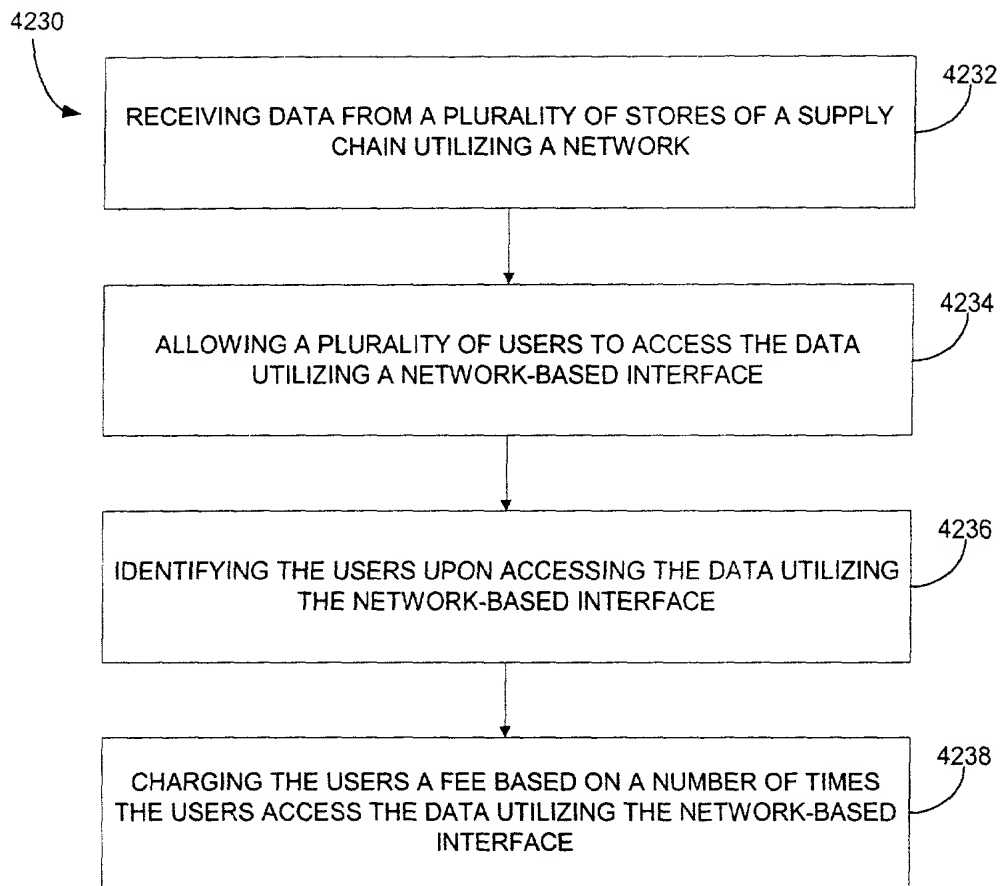 4230
4232
RECEIVING DATA FROM A PLURALITY OF STORES OF A SUPPLY
CHAIN UTILIZING A NETWORK
4234
ALLOWING A PLURALITY OF USERS TO ACCESS THE DATA
UTILIZING A NETWORK-BASED INTERFACE
4236
IDENTIFYING THE USERS UPON ACCESSING THE DATA UTILIZING
THE NETWORK-BASED INTERFACE
4238
CHARGING THE USERS A FEE BASED ON A NUMBER OF TIMES
THE USERS ACCESS THE DATA UTILIZING THE NETWORK-BASED
INTERFACE